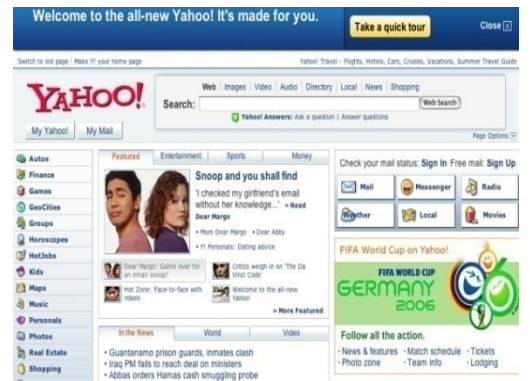 Welcome to the all-new Yahoo! It's made for you.
Take a quick tour
Close x
Switch to old page | Make Y! your home page
Yahoo! Travel - Flights, Hotels, Cars, Cruises, Vacations, Summer Travel Guide
YAHOO!
Web | Images | Video | Audio | Directory | Local | News | Shopping
Search:
Web Search
Yahoo! Answers: Ask a question | Answer questions
My Yahoo!
My Mail
Page Options
Autos
Finance
Games
GeoCities
Groups
Horoscopes
HotJobs
Kids
Maps
Music
Personals
Photos
Real Estate
Shopping
Featured
Entertainment
Sports
Money
Snoop and you shall find
'I checked my girlfriend's email
without her knowledge...' » Read
Dear Margo
• More Dear Margo • Dear Abby
• Y! Personals: Dating advice
Dear Margo: Game over for
an email snoop?
Critics weigh in on 'The Da
Vinci Code'
Hot Zone: Face-to-face with
rebels
Welcome to the all-new
Yahoo!
» More Featured
In the News
World
Video
• Guantanamo prison guards, inmates clash
• Iraq PM fails to reach deal on ministers
• Abbas orders Hamas cash smuggling probe
Check your mail status: Sign In Free mail: Sign Up
Mail
Messenger
Radio
Weather
Local
Movies
FIFA World Cup on Yahoo!
FIFA WORLD CUP
GERMANY
2006
Follow all the action.
• News & features • Match schedule • Tickets
• Photo zone • Team info • Lodging